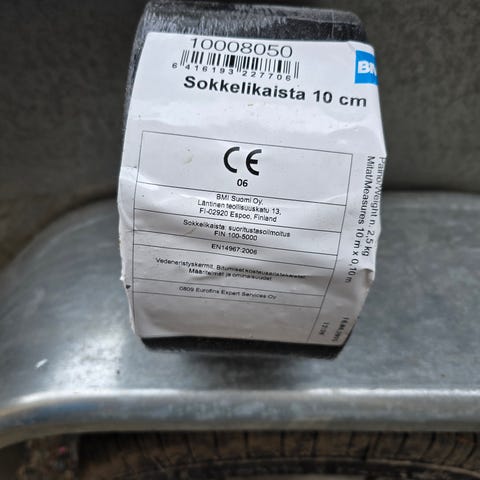 10008050
6 416193 227706
Sokkelikaista 10 cm
CE
06
BMI Suomi Oy,
Läntinen teollisuuskatu 13,
FI-02920 Espoo, Finland
Sokkelikaista: suoritustasoilmoitus
FIN 100-5000
EN14967:2006
Vedeneristyskermit. Bitumiset kosteussulkukaistaleet.
Määritelmät ja ominaisuudet
0809 Eurofins Expert Services Oy
Paino/Weight n. 2,5 kg
Mitat/Measures 10 m x 0,10m